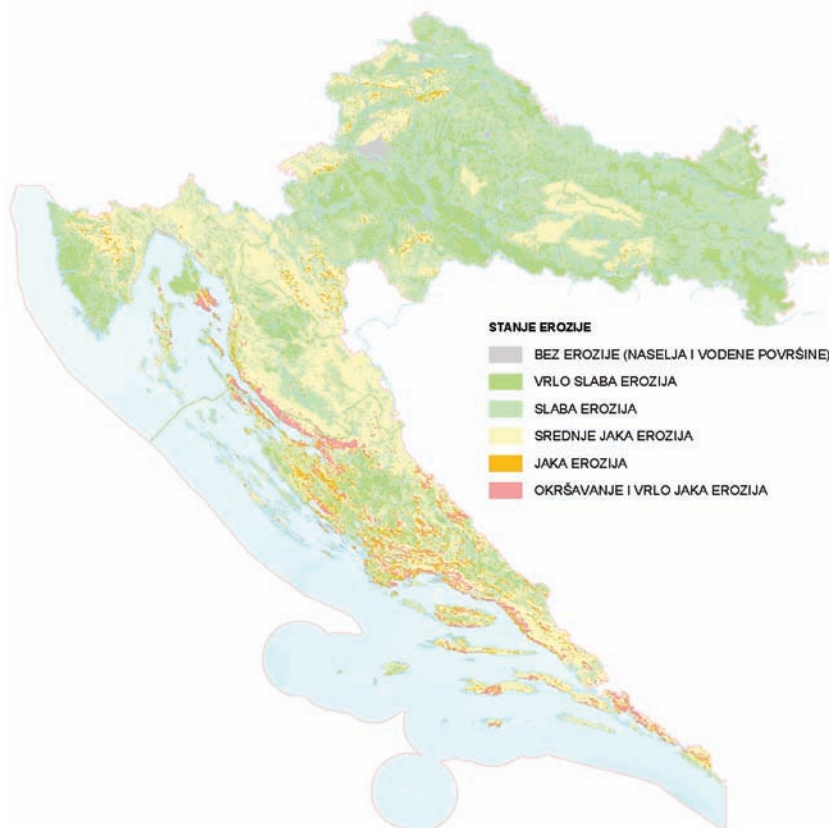 STANJE EROZIJE
BEZ EROZIJE (NASELJA I VODENE POVRŠINE)
VRLO SLABA EROZIJA
SLABA EROZIJA
SREDNJE JAKA EROZIJA
JAKA EROZIJA
OKRŠAVANJE I VRLO JAKA EROZIJA